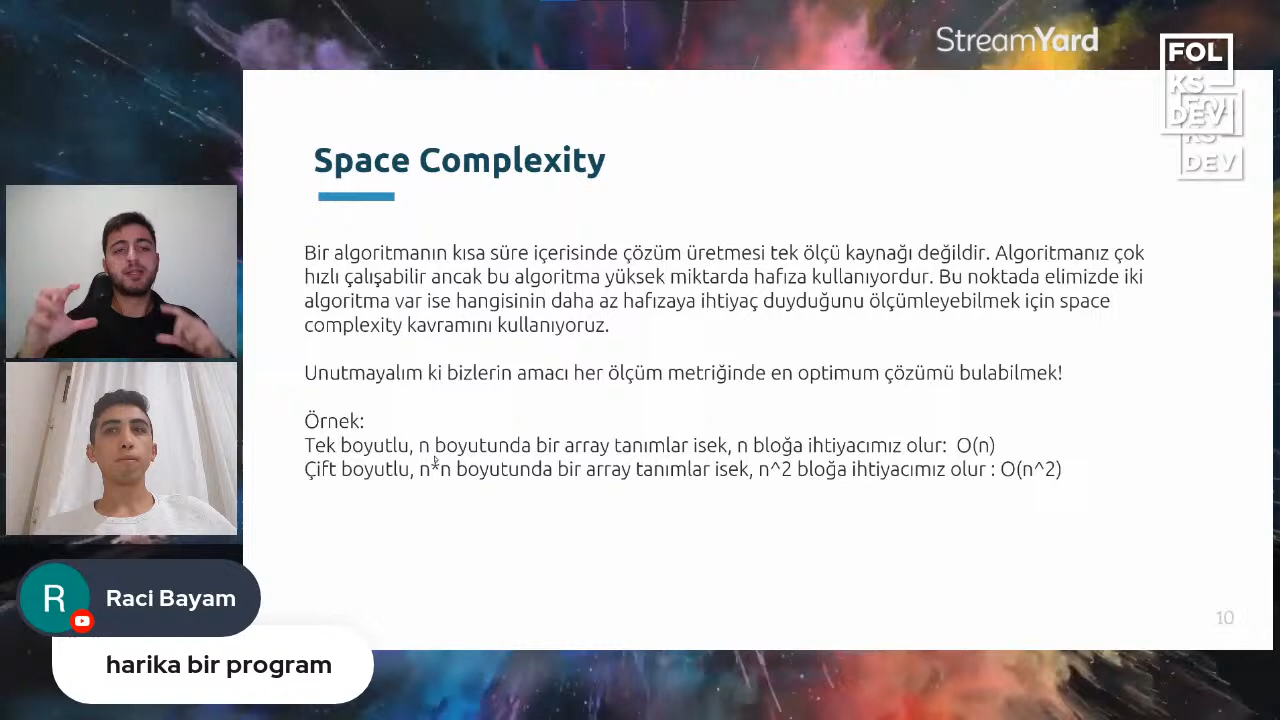 StreamYard
FOL
KS
DEV
KS
DEV
Space Complexity
Bir algoritmanın kısa süre içerisinde çözüm üretmesi tek ölçü kaynağı değildir. Algoritmanız çok
hızlı çalışabilir ancak bu algoritma yüksek miktarda hafıza kullanıyordur. Bu noktada elimizde iki
algoritma var ise hangisinin daha az hafızaya ihtiyaç duyduğunu ölçümleyebilmek için space
complexity kavramını kullanıyoruz.
Unutmayalım ki bizlerin amacı her ölçüm metriğinde en optimum çözümü bulabilmek!
Örnek:
Tek boyutlu, n boyutunda bir array tanımlar isek, n bloğa ihtiyacımız olur: O(n)
Çift boyutlu, n*n boyutunda bir array tanımlar isek, n^2 bloğa ihtiyacımız olur : O(n^2)
10
R
Raci Bayam
harika bir program